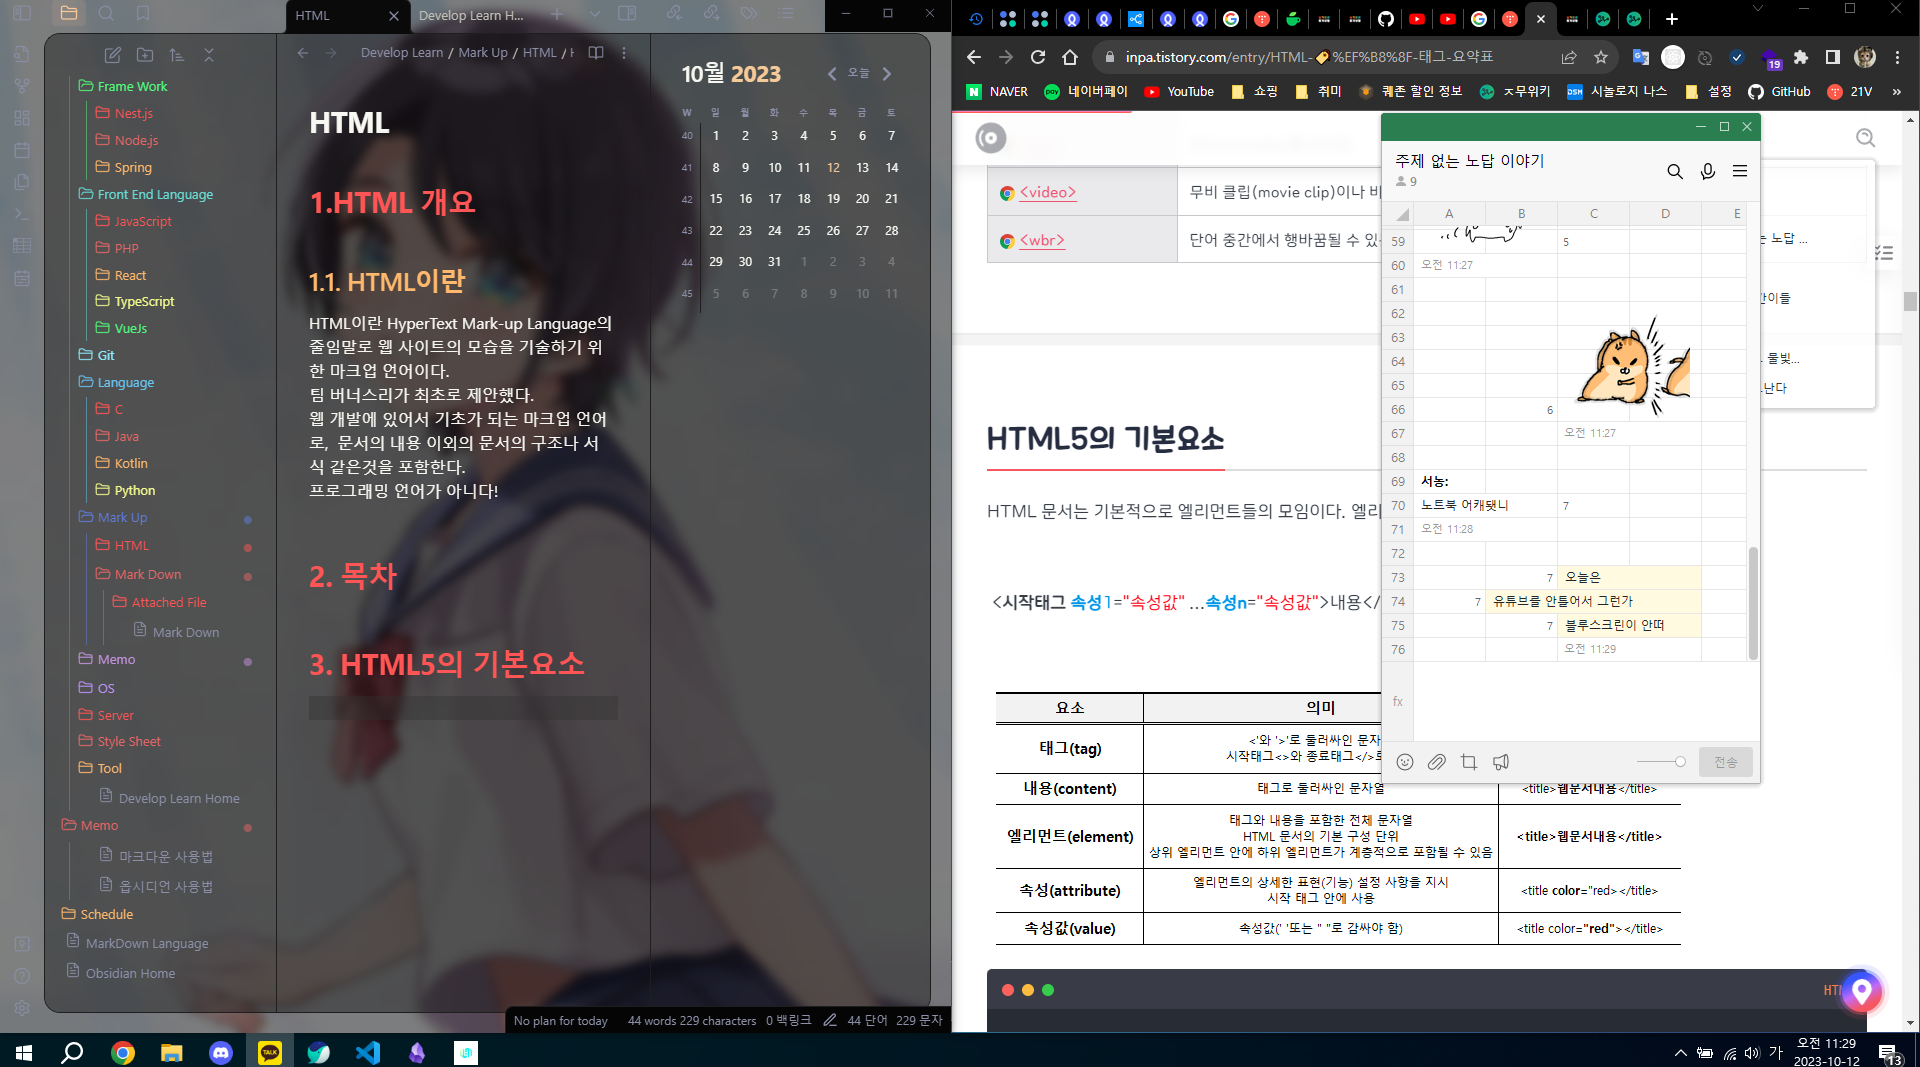 HTML
Develop Learn H...
Develop Learn / Mark Up / HTML /
Frame Work
Nest.js
Node.js
Spring
Front End Language
JavaScript
PHP
React
TypeScript
VueJs
Git
Language
C
Java
Kotlin
Python
Mark Up
HTML
Mark Down
Attached File
Mark Down
Memo
OS
Server
Style Sheet
Tool
Develop Learn Home
Memo
마크다운 사용법
옵시디언 사용법
Schedule
MarkDown Language
Obsidian Home
HTML
1.HTML 개요
1.1. HTML이란
HTML이란 HyperText Mark-up Language의
줄임말로 웹 사이트의 모습을 기술하기 위
한 마크업 언어이다.
팀 버너스리가 최초로 제안했다.
웹 개발에 있어서 기초가 되는 마크업 언어
로, 문서의 내용 이외의 문서의 구조나 서
식 같은것을 포함한다.
프로그래밍 언어가 아니다!
2. 목차
3. HTML5의 기본요소
10월 2023
오늘
W 일 월 화 수 목 금 토
40 1 2 3 4 5 6 7
41 8 9 10 11 12 13 14
42 15 16 17 18 19 20 21
43 22 23 24 25 26 27 28
44 29 30 31 1 2 3 4
45 5 6 7 8 9 10 11
No plan for today 44 words 229 characters 0 백링크 44 단어 229 문자
inpa.tistory.com/entry/HTML-🏷%EF%B8%8F-태그-요약표
19
NAVER 네이버페이 YouTube 쇼핑 취미 퀘존 할인 정보 ㅈ무위키 시놀로지 나스 설정 GitHub 21V »
<video> 무비 클립(movie clip)이나 비
<wbr> 단어 중간에서 행바꿈될 수 있
HTML5의 기본요소
HTML 문서는 기본적으로 엘리먼트들의 모임이다. 엘리
<시작태그 속성1="속성값" ...속성n="속성값">내용</
요소 의미
태그(tag) <'와 '>'로 둘러싸인 문자
시작태그<>와 종료태그</>로
내용(content) 태그로 둘러싸인 문자열 <title>웹문서내용</title>
엘리먼트(element) 태그와 내용을 포함한 전체 문자열
HTML 문서의 기본 구성 단위
상위 엘리먼트 안에 하위 엘리먼트가 계층적으로 포함될 수 있음
<title>웹문서내용</title>
속성(attribute) 엘리먼트의 상세한 표현(기능) 설정 사항을 지시
시작 태그 안에 사용
<title color="red></title>
속성값(value) 속성값(' '또는 " "로 감싸야 함) <title color="red"></title>
노답 ...
간이들
물빛...
난다
주제 없는 노답 이야기
9
A B C D E
59 5
60 오전 11:27
61
62
63
64
65
66 6
67 오전 11:27
68
69 서농:
70 노트북 어캐됏니 7
71 오전 11:28
72
73 7 오늘은
74 7 유튜브를 안틀어서 그런가
75 7 블루스크린이 안떠
76 오전 11:29
fx
전송
TALK
가
오전 11:29
2023-10-12
13